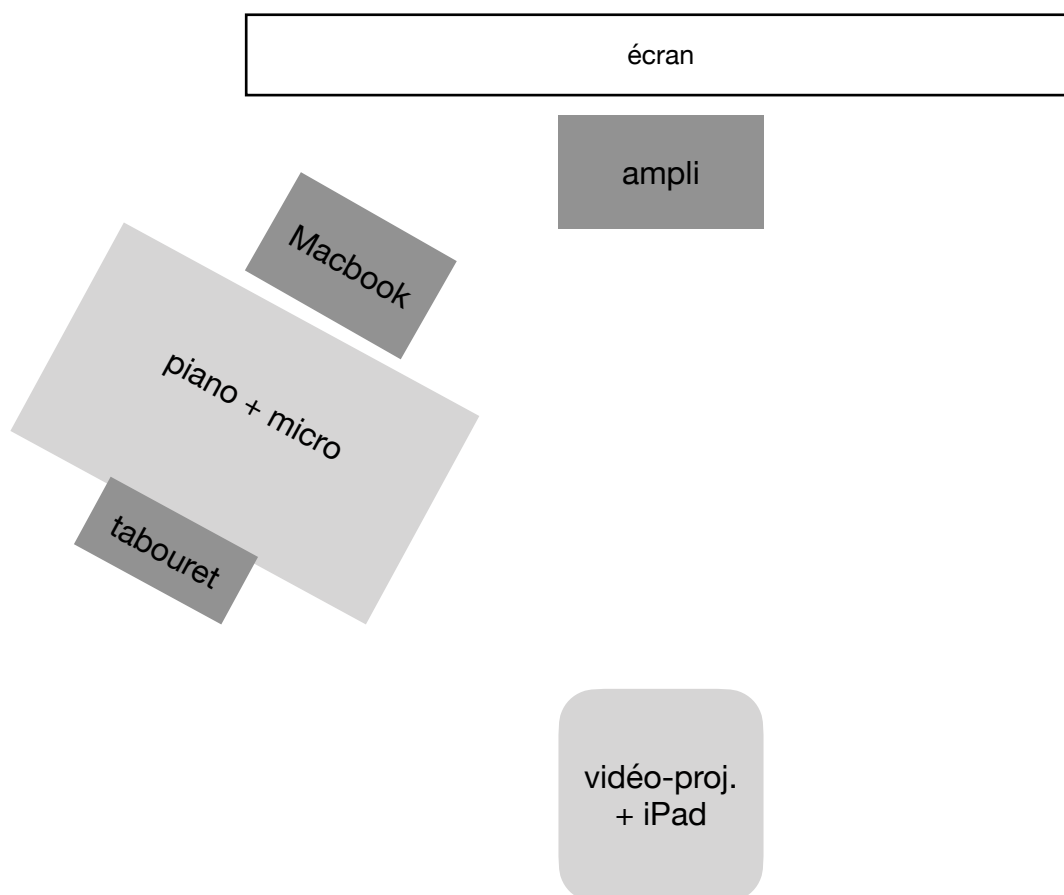 écran
ampli
Macbook
piano + micro
tabouret
vidéo-proj.
+ iPad